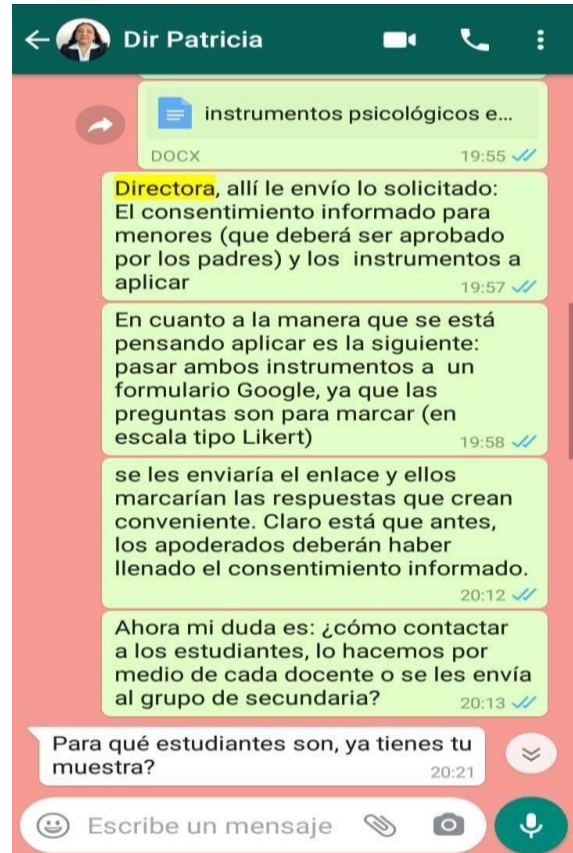 Dir Patricia
instrumentos psicológicos e...
DOCX 19:55
Directora, allí le envío lo solicitado:
El consentimiento informado para
menores (que deberá ser aprobado
por los padres) y los instrumentos a
aplicar 19:57
En cuanto a la manera que se está
pensando aplicar es la siguiente:
pasar ambos instrumentos a un
formulario Google, ya que las
preguntas son para marcar (en
escala tipo Likert) 19:58
se les enviaría el enlace y ellos
marcarían las respuestas que crean
conveniente. Claro está que antes,
los apoderados deberán haber
llenado el consentimiento informado.
20:12
Ahora mi duda es: ¿cómo contactar
a los estudiantes, lo hacemos por
medio de cada docente o se les envía
al grupo de secundaria? 20:13
Para qué estudiantes son, ya tienes tu
muestra? 20:21
Escribe un mensaje